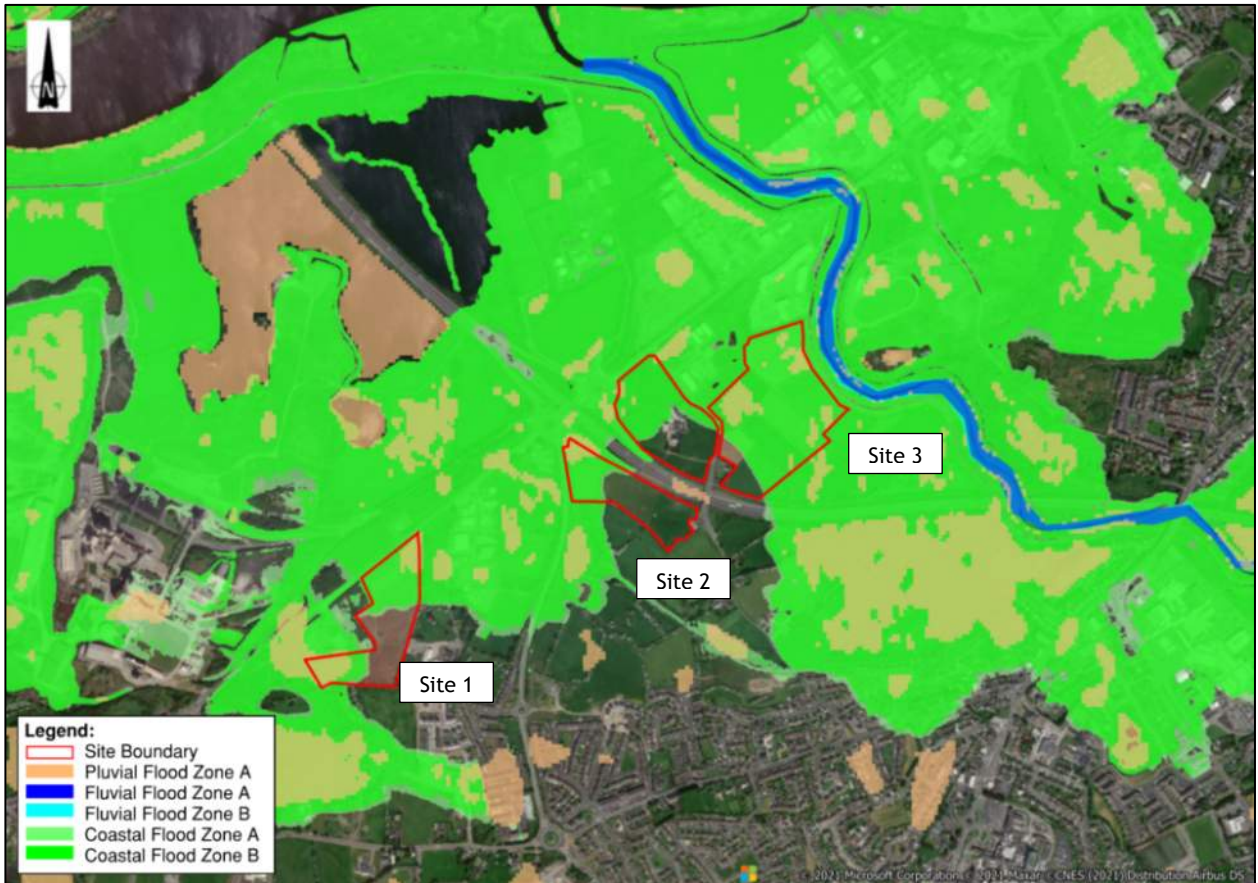 N
Site 3
Site 2
Site 1
Legend:
Site Boundary
Pluvial Flood Zone A
Fluvial Flood Zone A
Fluvial Flood Zone B
Coastal Flood Zone A
Coastal Flood Zone B
© 2021 Microsoft Corporation © 2021 Maxar ©CNES (2021) Distribution Airbus DS